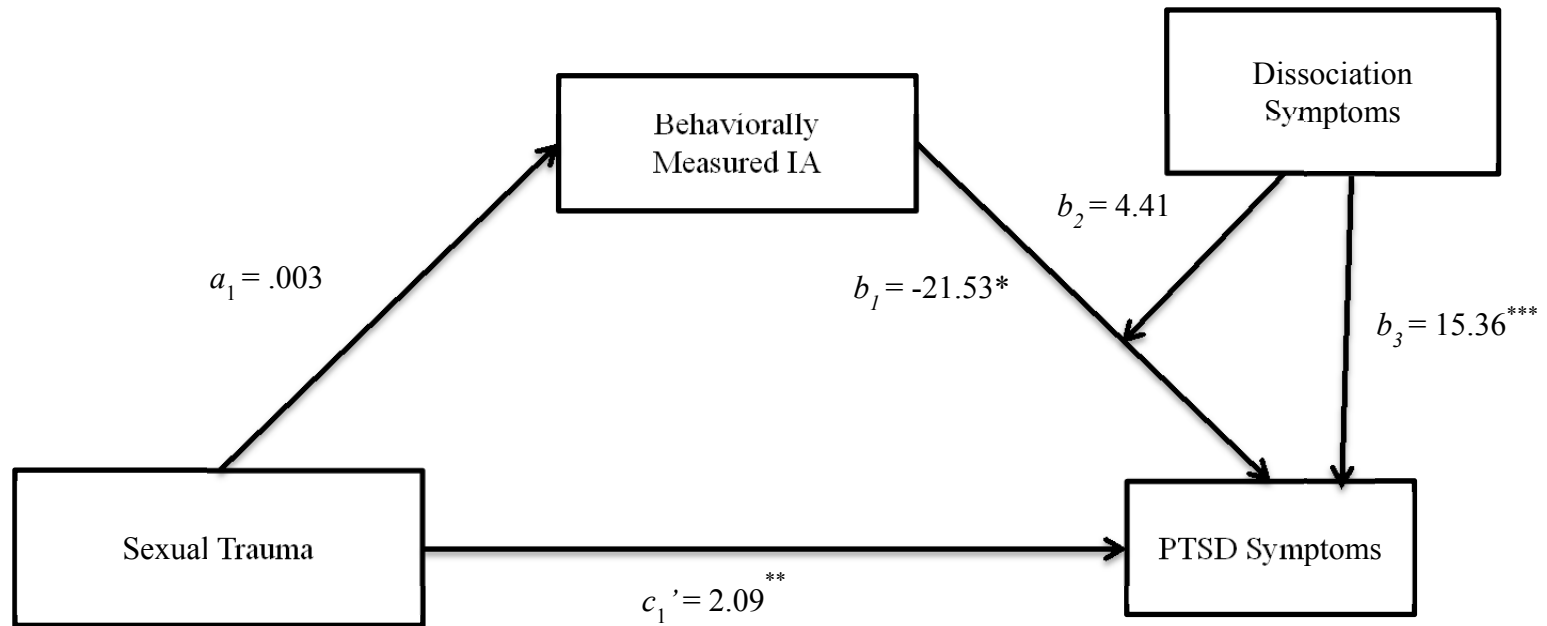 Dissociation
Symptoms
Behaviorally
Measured IA
b₂ = 4.41
a₁ = .003
b₁ = -21.53*
b₃ = 15.36***
Sexual Trauma
PTSD Symptoms
c₁’ = 2.09**